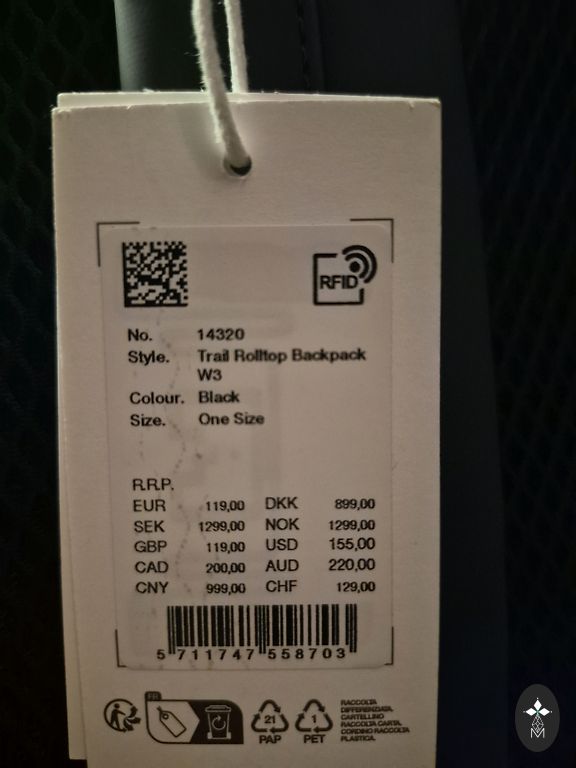 RFID
No. 14320
Style. Trail Rolltop Backpack
W3
Colour. Black
Size. One Size
R.R.P.
EUR 119,00 DKK 899,00
SEK 1299,00 NOK 1299,00
GBP 119,00 USD 155,00
CAD 200,00 AUD 220,00
CNY 999,00 CHF 129,00
5 711747 558703
FR
21 1
PAP PET
RACCOLTA
DIFFERENZIATA.
CARTELLINO
RACCOLTA CARTA,
CORDINO RACCOLTA
PLASTICA.
M